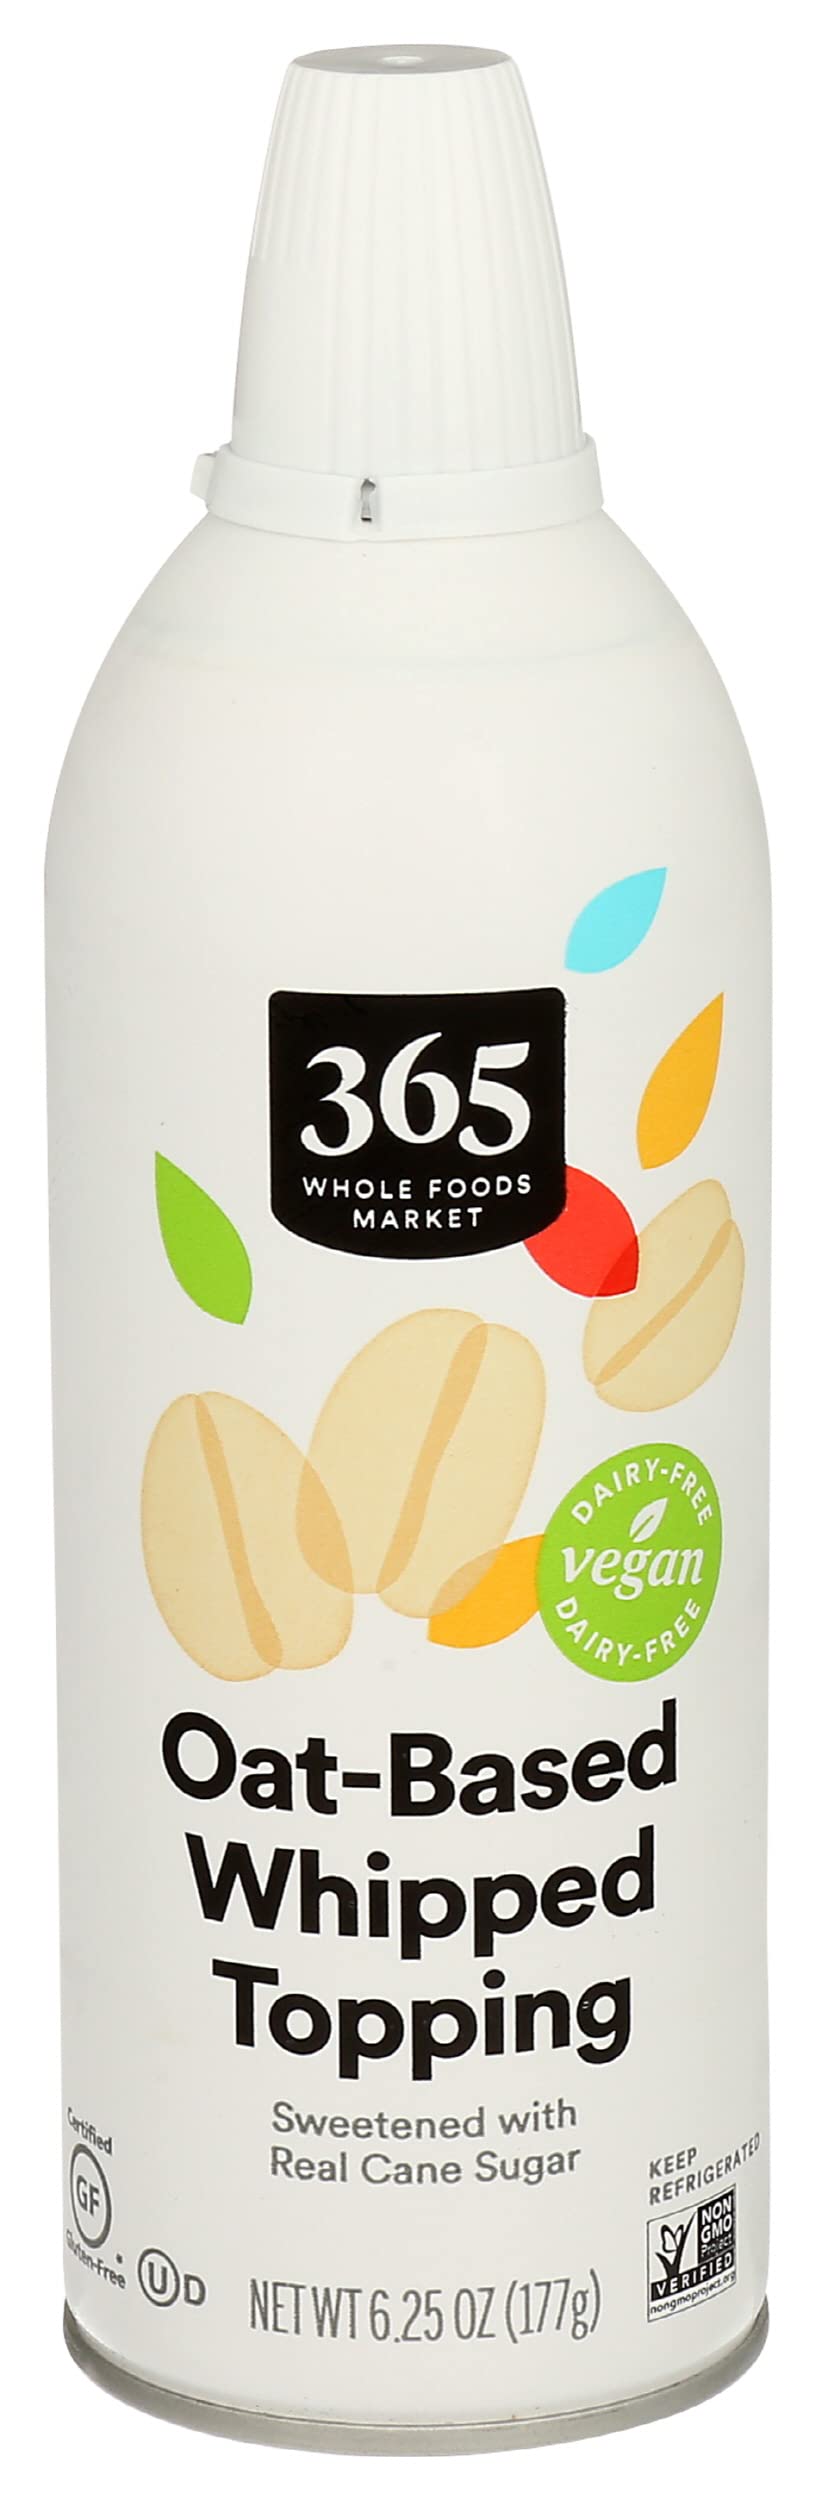 365
WHOLE FOODS
MARKET
DAIRY-FREE
vegan
DAIRY-FREE
Oat-Based
Whipped
Topping
Sweetened with
Real Cane Sugar
Certified
GF
Gluten-Free
*
U D
KEEP
REFRIGERATED
NON
GMO
Project
VERIFIED
nongmoproject.org
NET WT 6.25 OZ (177g)